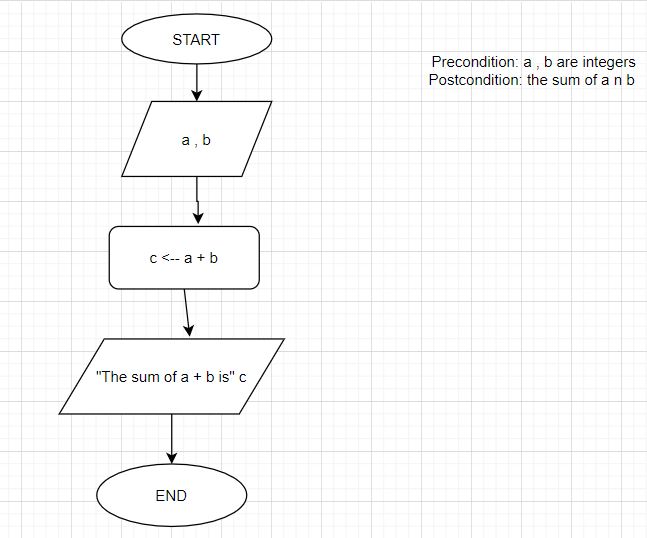 START
Precondition: a , b are integers
Postcondition: the sum of a n b
a , b
c <-- a + b
"The sum of a + b is" c
END